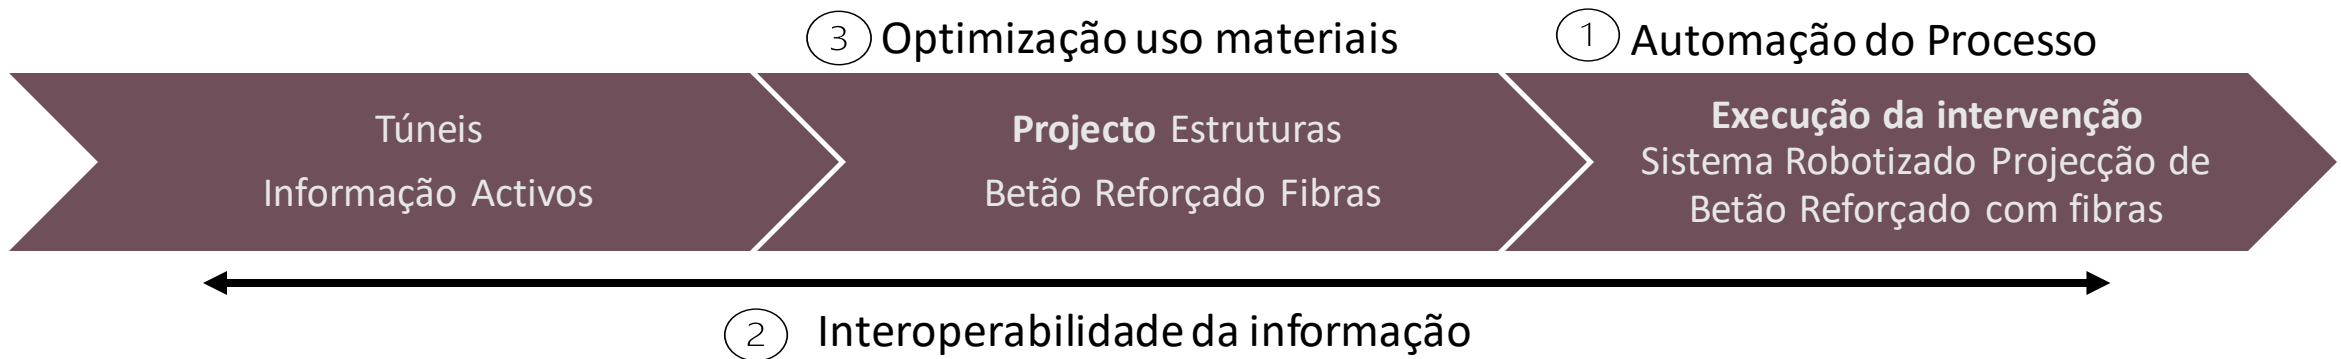 3 Optimização uso materiais
1 Automação do Processo
Túneis
Informação Activos
Projecto Estruturas
Betão Reforçado Fibras
Execução da intervenção
Sistema Robotizado Projecção de
Betão Reforçado com fibras
2 Interoperabilidade da informação